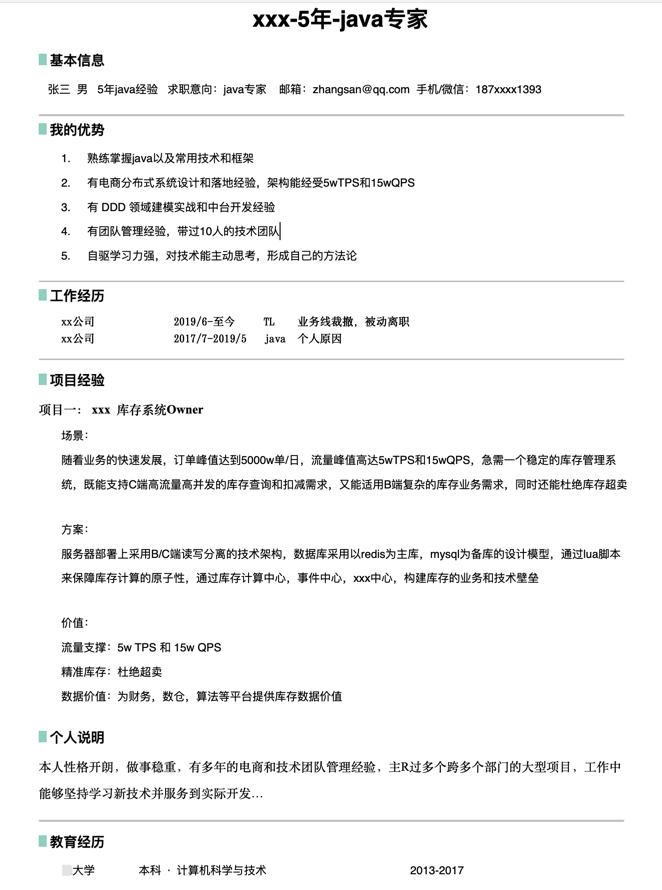 xxx-5年-java专家
基本信息
张三 男 5年java经验 求职意向：java专家 邮箱：zhangsan@qq.com 手机/微信：187xxxx1393
我的优势
1. 熟练掌握java以及常用技术和框架
2. 有电商分布式系统设计和落地经验，架构能经受5wTPS和15wQPS
3. 有 DDD 领域建模实战和中台开发经验
4. 有团队管理经验，带过10人的技术团队
5. 自驱学习力强，对技术能主动思考，形成自己的方法论
工作经历
xx公司 2019/6-至今 TL 业务线裁撤，被动离职
xx公司 2017/7-2019/5 java 个人原因
项目经验
项目一： xxx 库存系统Owner
场景：
随着业务的快速发展，订单峰值达到5000w单/日，流量峰值高达5wTPS和15wQPS，急需一个稳定的库存管理系
统，既能支持C端高流量高并发的库存查询和扣减需求，又能适用B端复杂的库存业务需求，同时还能杜绝库存超卖
方案：
服务器部署上采用B/C端读写分离的技术架构，数据库采用以redis为主库，mysql为备库的设计模型，通过lua脚本
来保障库存计算的原子性，通过库存计算中心，事件中心，xxx中心，构建库存的业务和技术壁垒
价值：
流量支撑：5w TPS 和 15w QPS
精准库存：杜绝超卖
数据价值：为财务，数仓，算法等平台提供库存数据价值
个人说明
本人性格开朗，做事稳重，有多年的电商和技术团队管理经验，主R过多个跨多个部门的大型项目，工作中
能够坚持学习新技术并服务到实际开发…
教育经历
大学 本科 · 计算机科学与技术 2013-2017